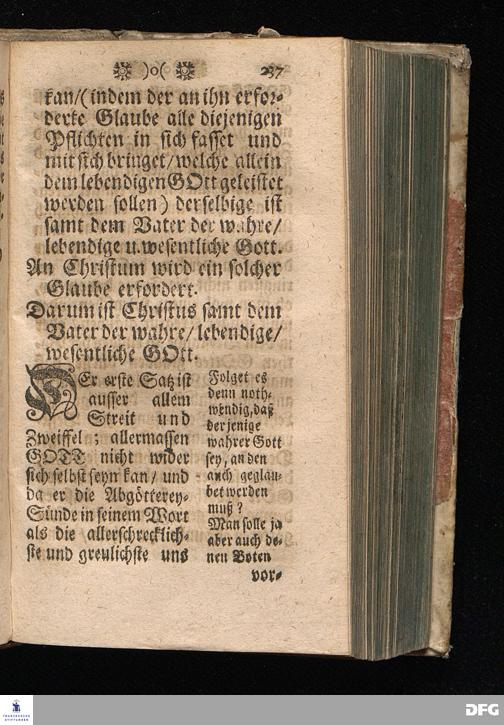 )o( 237
kan/ (indem der an ihn erfor-
derte Glaube alle diejenigen
Pflichten in sich fasset und
mit sich bringet/ welche allein
dem lebendigen GOtt geleistet
werden sollen) derselbige ist
samt dem Vater der wahre/
lebendige u. wesentliche Gott.
An Christum wird ein solcher
Glaube erfordert.
Darum ist Christus samt dem
Vater der wahre/ lebendige/
wesentliche GOtt.
DEr erste Satz ist
ausser allem
Streit und
Zweiffel; allermassen
GOTT nicht wider
sich selbst seyn kan/ und
da er die Abgötterey-
Sünde in seinem Wort
als die allerschrecklich-
ste und greulichste uns
Folget es
denn noth-
wendig, daß
derjenige
wahrer Gott
sey, an den
auch geglau-
bet werden
muß?
Man solle ja
aber auch de-
nen Boten
vor-
FRANCKESCHE
STIFTUNGEN
DFG